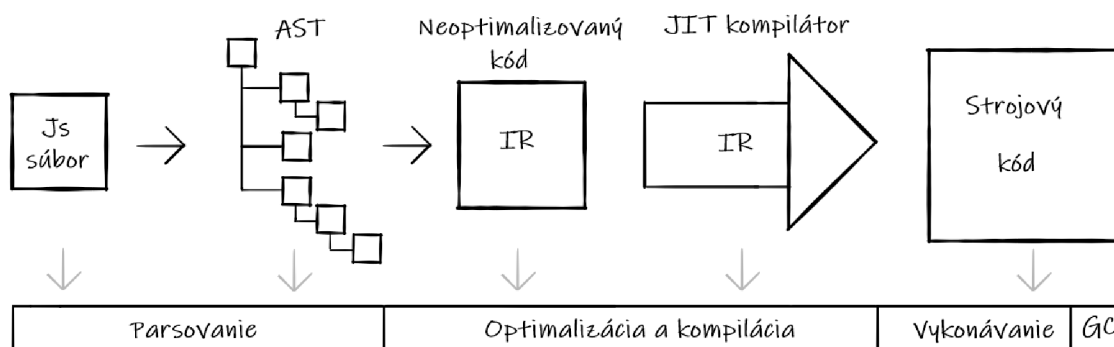 AST
Neoptimalizovaný
kód
JIT kompilátor
Js
súbor
IR
IR
Strojový
kód
Parsovanie
Optimalizácia a kompilácia
Vykonávanie
GC